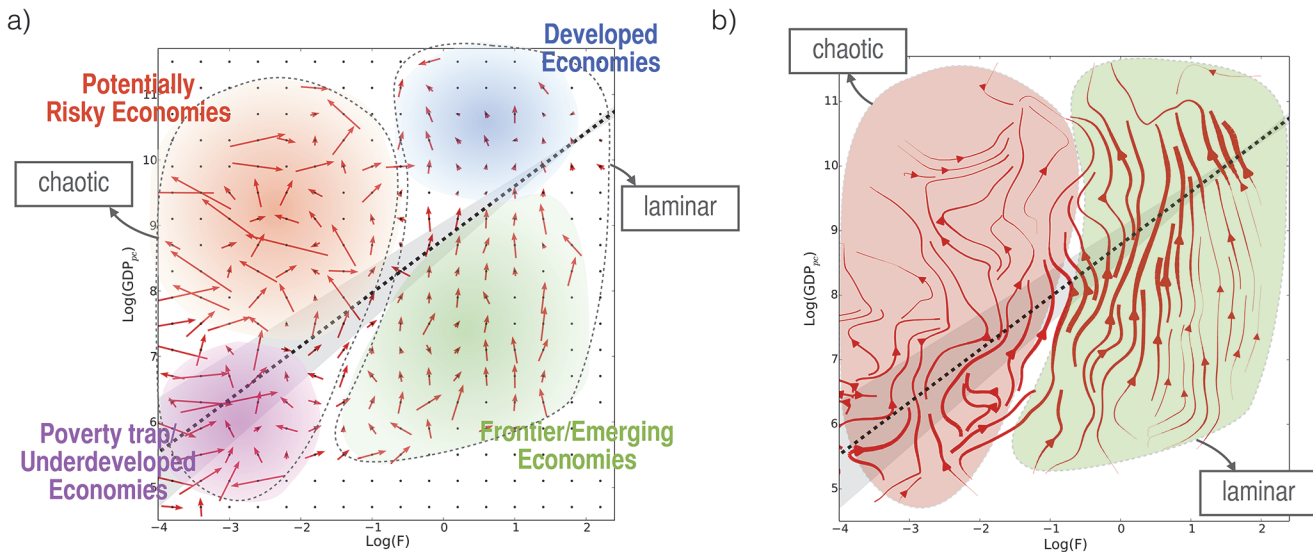 a)
Potentially
Risky Economies
Developed
Economies
chaotic
laminar
Poverty trap/
Underdeveloped
Economies
Frontier/Emerging
Economies
Log(GDPpc)
11
10
9
8
7
6
5
−4
−3
−2
−1
0
1
2
Log(F)
b)
chaotic
laminar
Log(GDPpc)
11
10
9
8
7
6
5
−4
−3
−2
−1
0
1
2
Log(F)